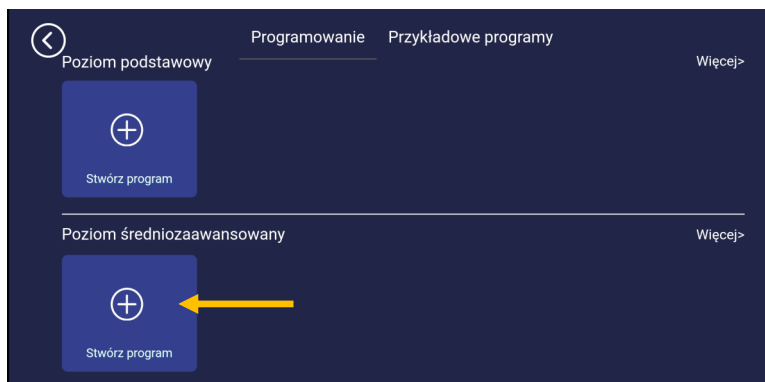 Programowanie Przykładowe programy
Poziom podstawowy Więcej>
Stwórz program
Poziom średniozaawansowany Więcej>
Stwórz program